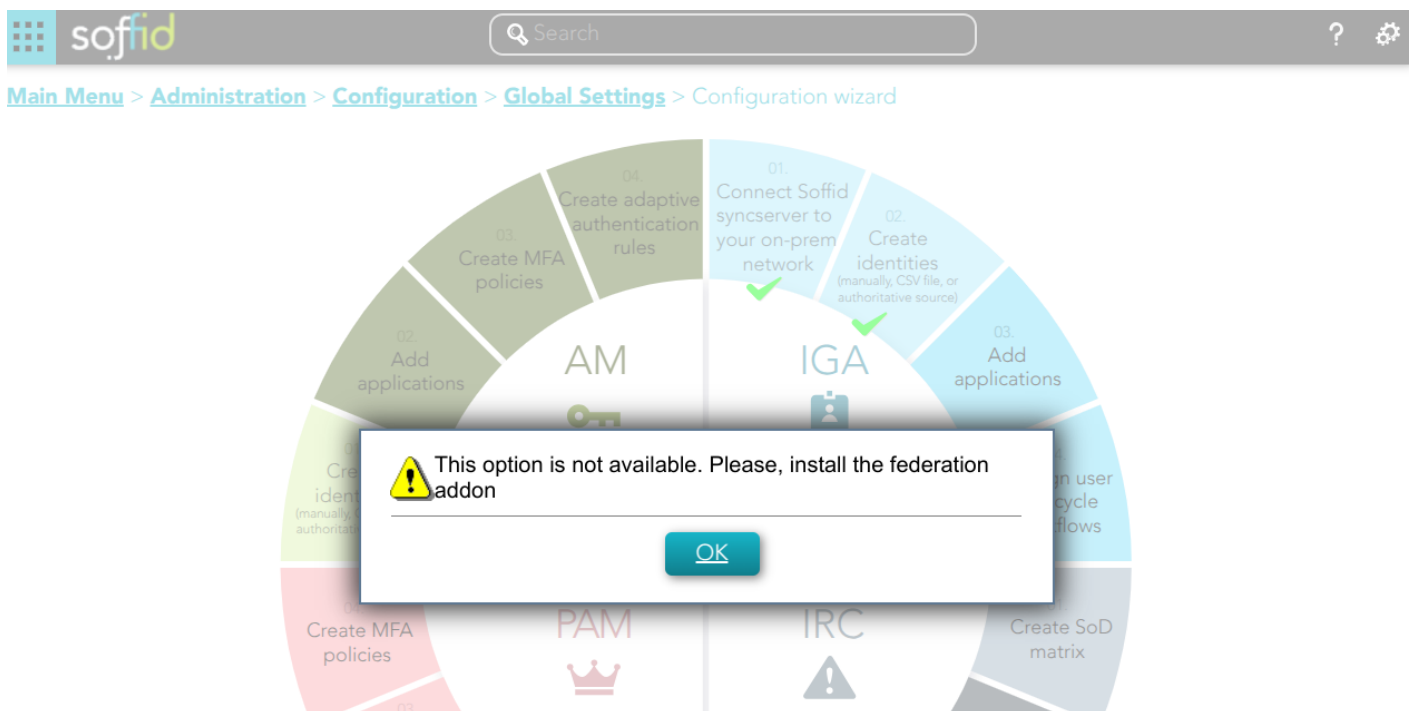 soffid
Search
?
Main Menu > Administration > Configuration > Global Settings > Configuration wizard
04.
Create adaptive
authentication
rules
01.
Connect Soffid
syncserver to
your on-prem
network
03.
Create MFA
policies
02.
Create
identities
(manually, CSV file, or
authoritative source)
02.
Add
applications
AM
IGA
03.
Add
applications
This option is not available. Please, install the federation
addon
OK
PAM
IRC
Create MFA
policies
Create SoD
matrix
03.